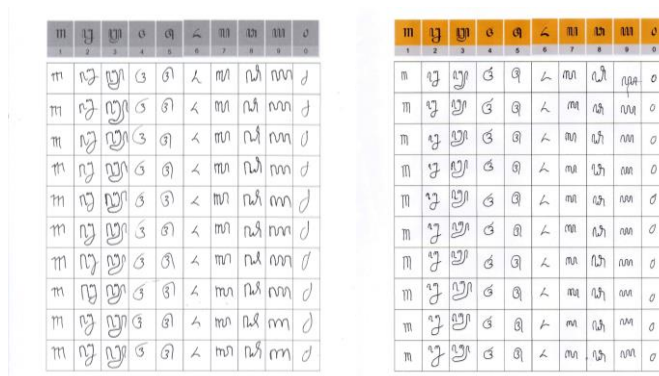 ꧑ ꧒ ꧓ ꧔ ꧕ ꧖ ꧗ ꧘ ꧙ ꧐
1 2 3 4 5 6 7 8 9 0
꧑ ꧒ ꧓ ꧔ ꧕ ꧖ ꧗ ꧘ ꧙ ꧐
꧑ ꧒ ꧓ ꧔ ꧕ ꧖ ꧗ ꧘ ꧙ ꧐
꧑ ꧒ ꧓ ꧔ ꧕ ꧖ ꧗ ꧘ ꧙ ꧐
꧑ ꧒ ꧓ ꧔ ꧕ ꧖ ꧗ ꧘ ꧙ ꧐
꧑ ꧒ ꧓ ꧔ ꧕ ꧖ ꧗ ꧘ ꧙ ꧐
꧑ ꧒ ꧓ ꧔ ꧕ ꧖ ꧗ ꧘ ꧙ ꧐
꧑ ꧒ ꧓ ꧔ ꧕ ꧖ ꧗ ꧘ ꧙ ꧐
꧑ ꧒ ꧓ ꧔ ꧕ ꧖ ꧗ ꧘ ꧙ ꧐
꧑ ꧒ ꧓ ꧔ ꧕ ꧖ ꧗ ꧘ ꧙ ꧐
꧑ ꧒ ꧓ ꧔ ꧕ ꧖ ꧗ ꧘ ꧙ ꧐
꧑ ꧒ ꧓ ꧔ ꧕ ꧖ ꧗ ꧘ ꧙ ꧐
1 2 3 4 5 6 7 8 9 0
꧑ ꧒ ꧓ ꧔ ꧕ ꧖ ꧗ ꧘ ꧙ ꧐
꧑ ꧒ ꧓ ꧔ ꧕ ꧖ ꧗ ꧘ ꧙ ꧐
꧑ ꧒ ꧓ ꧔ ꧕ ꧖ ꧗ ꧘ ꧙ ꧐
꧑ ꧒ ꧓ ꧔ ꧕ ꧖ ꧗ ꧘ ꧙ ꧐
꧑ ꧒ ꧓ ꧔ ꧕ ꧖ ꧗ ꧘ ꧙ ꧐
꧑ ꧒ ꧓ ꧔ ꧕ ꧖ ꧗ ꧘ ꧙ ꧐
꧑ ꧒ ꧓ ꧔ ꧕ ꧖ ꧗ ꧘ ꧙ ꧐
꧑ ꧒ ꧓ ꧔ ꧕ ꧖ ꧗ ꧘ ꧙ ꧐
꧑ ꧒ ꧓ ꧔ ꧕ ꧖ ꧗ ꧘ ꧙ ꧐
꧑ ꧒ ꧓ ꧔ ꧕ ꧖ ꧗ ꧘ ꧙ ꧐